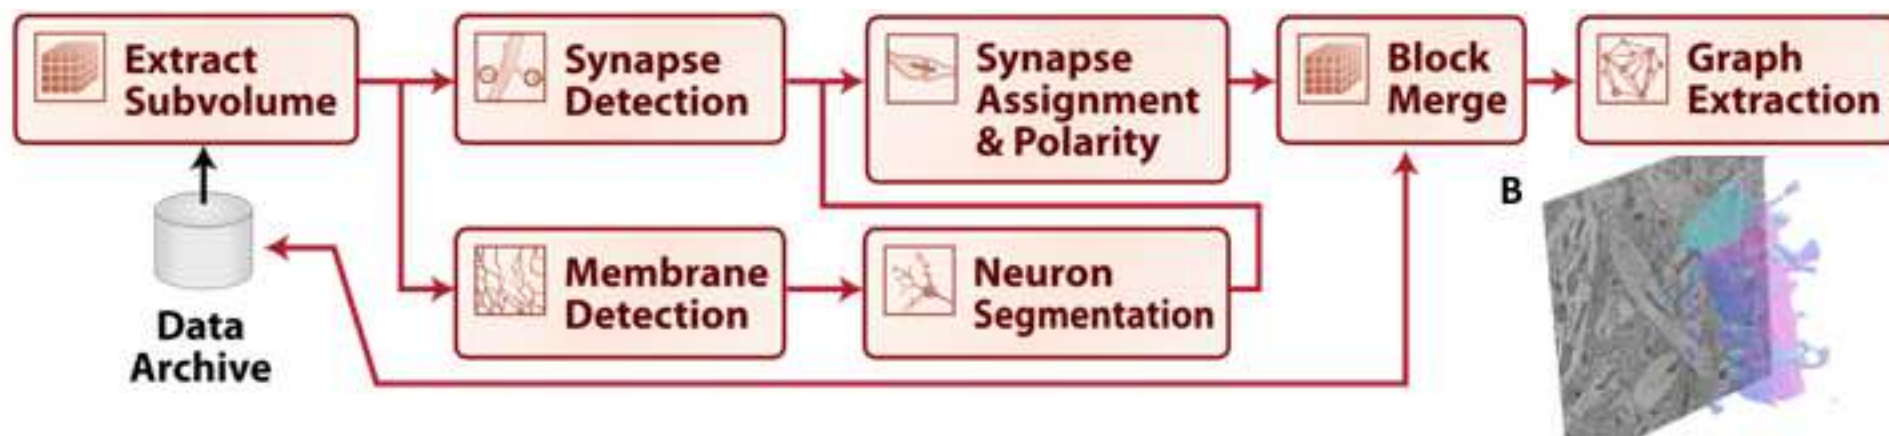 Extract
Subvolume
Synapse
Detection
Synapse
Assignment
& Polarity
Block
Merge
Graph
Extraction
B
Membrane
Detection
Neuron
Segmentation
Data
Archive